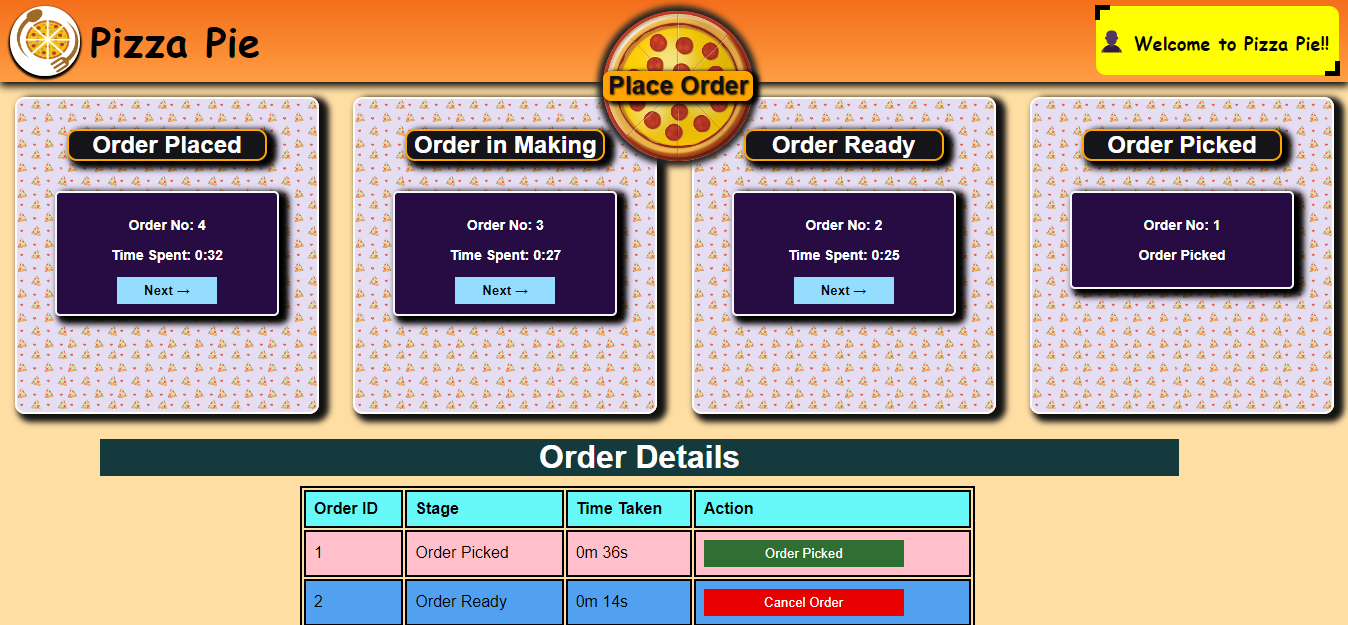 Pizza Pie
Place Order
Welcome to Pizza Pie!!
Order Placed
Order No: 4
Time Spent: 0:32
Next →
Order in Making
Order No: 3
Time Spent: 0:27
Next →
Order Ready
Order No: 2
Time Spent: 0:25
Next →
Order Picked
Order No: 1
Order Picked
Order Details
Order ID Stage Time Taken Action
1 Order Picked 0m 36s Order Picked
2 Order Ready 0m 14s Cancel Order